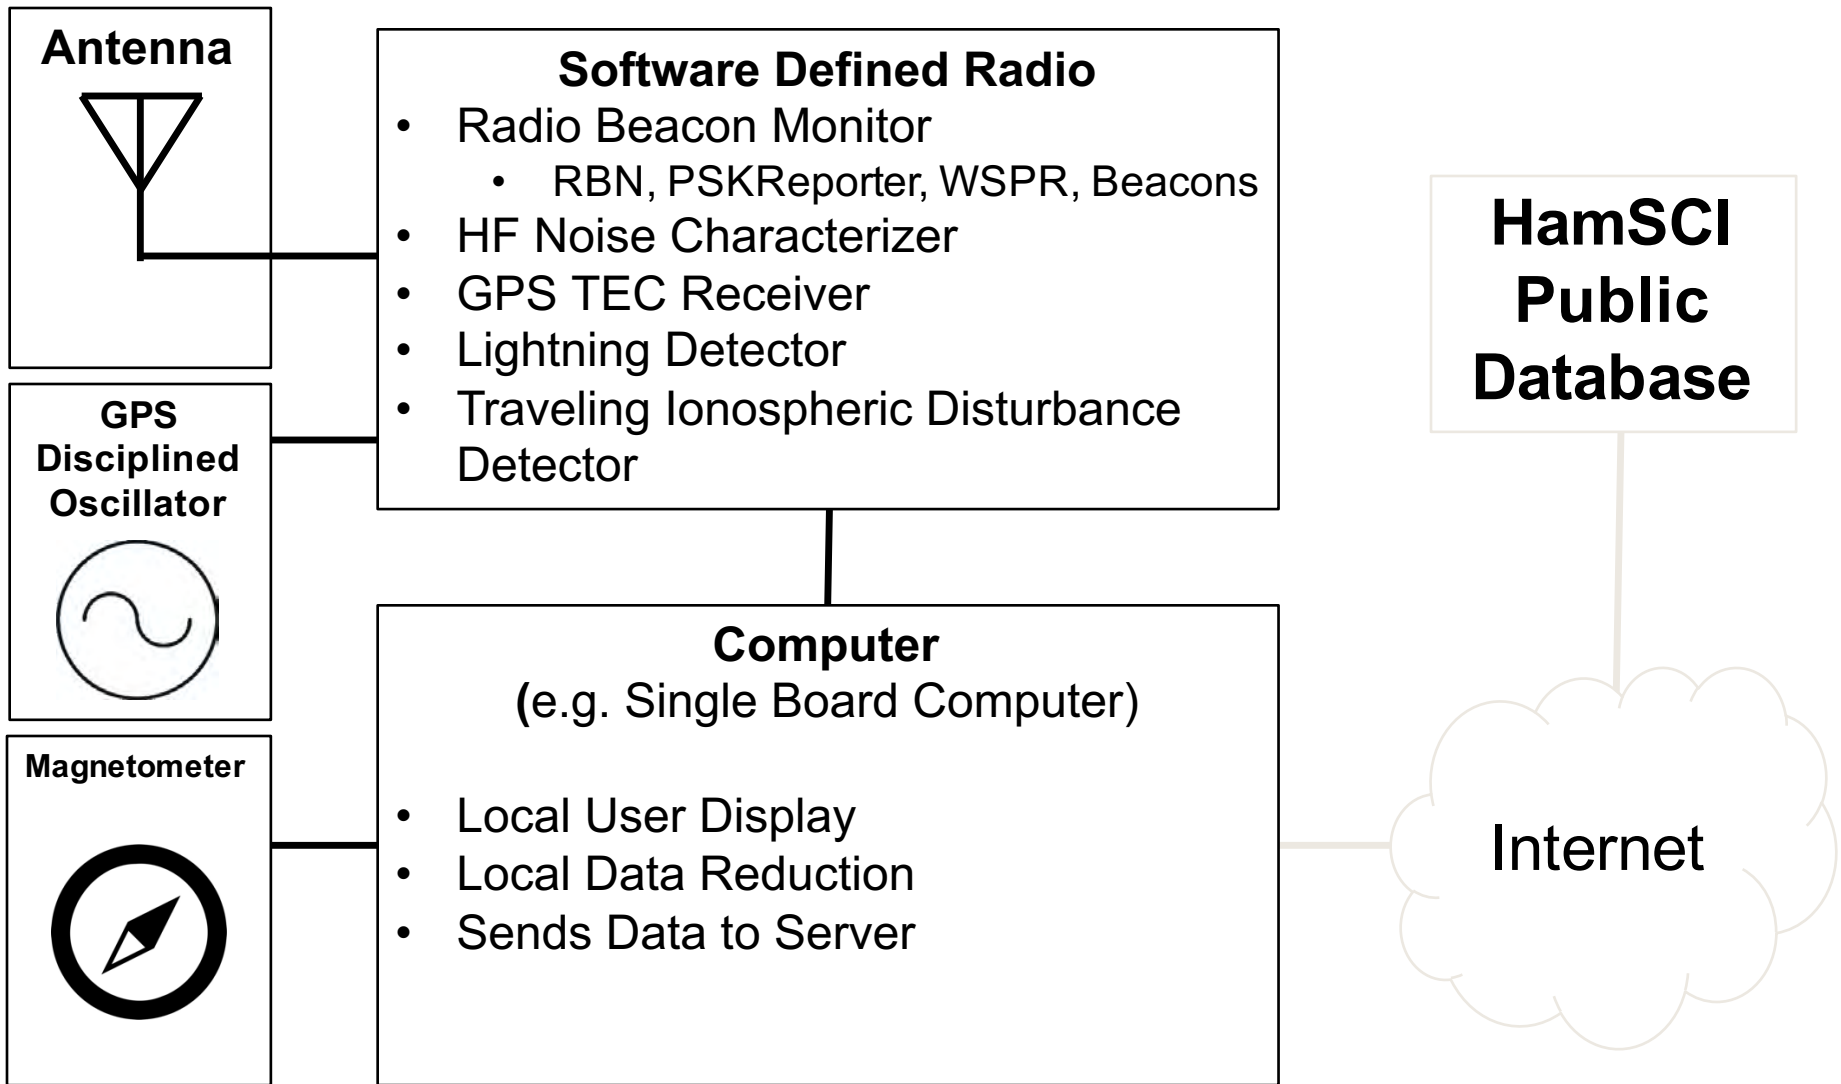 Antenna
Software Defined Radio
• Radio Beacon Monitor
• RBN, PSKReporter, WSPR, Beacons
• HF Noise Characterizer
• GPS TEC Receiver
• Lightning Detector
• Traveling Ionospheric Disturbance
Detector
GPS
Disciplined
Oscillator
Magnetometer
Computer
(e.g. Single Board Computer)
• Local User Display
• Local Data Reduction
• Sends Data to Server
HamSCI
Public
Database
Internet